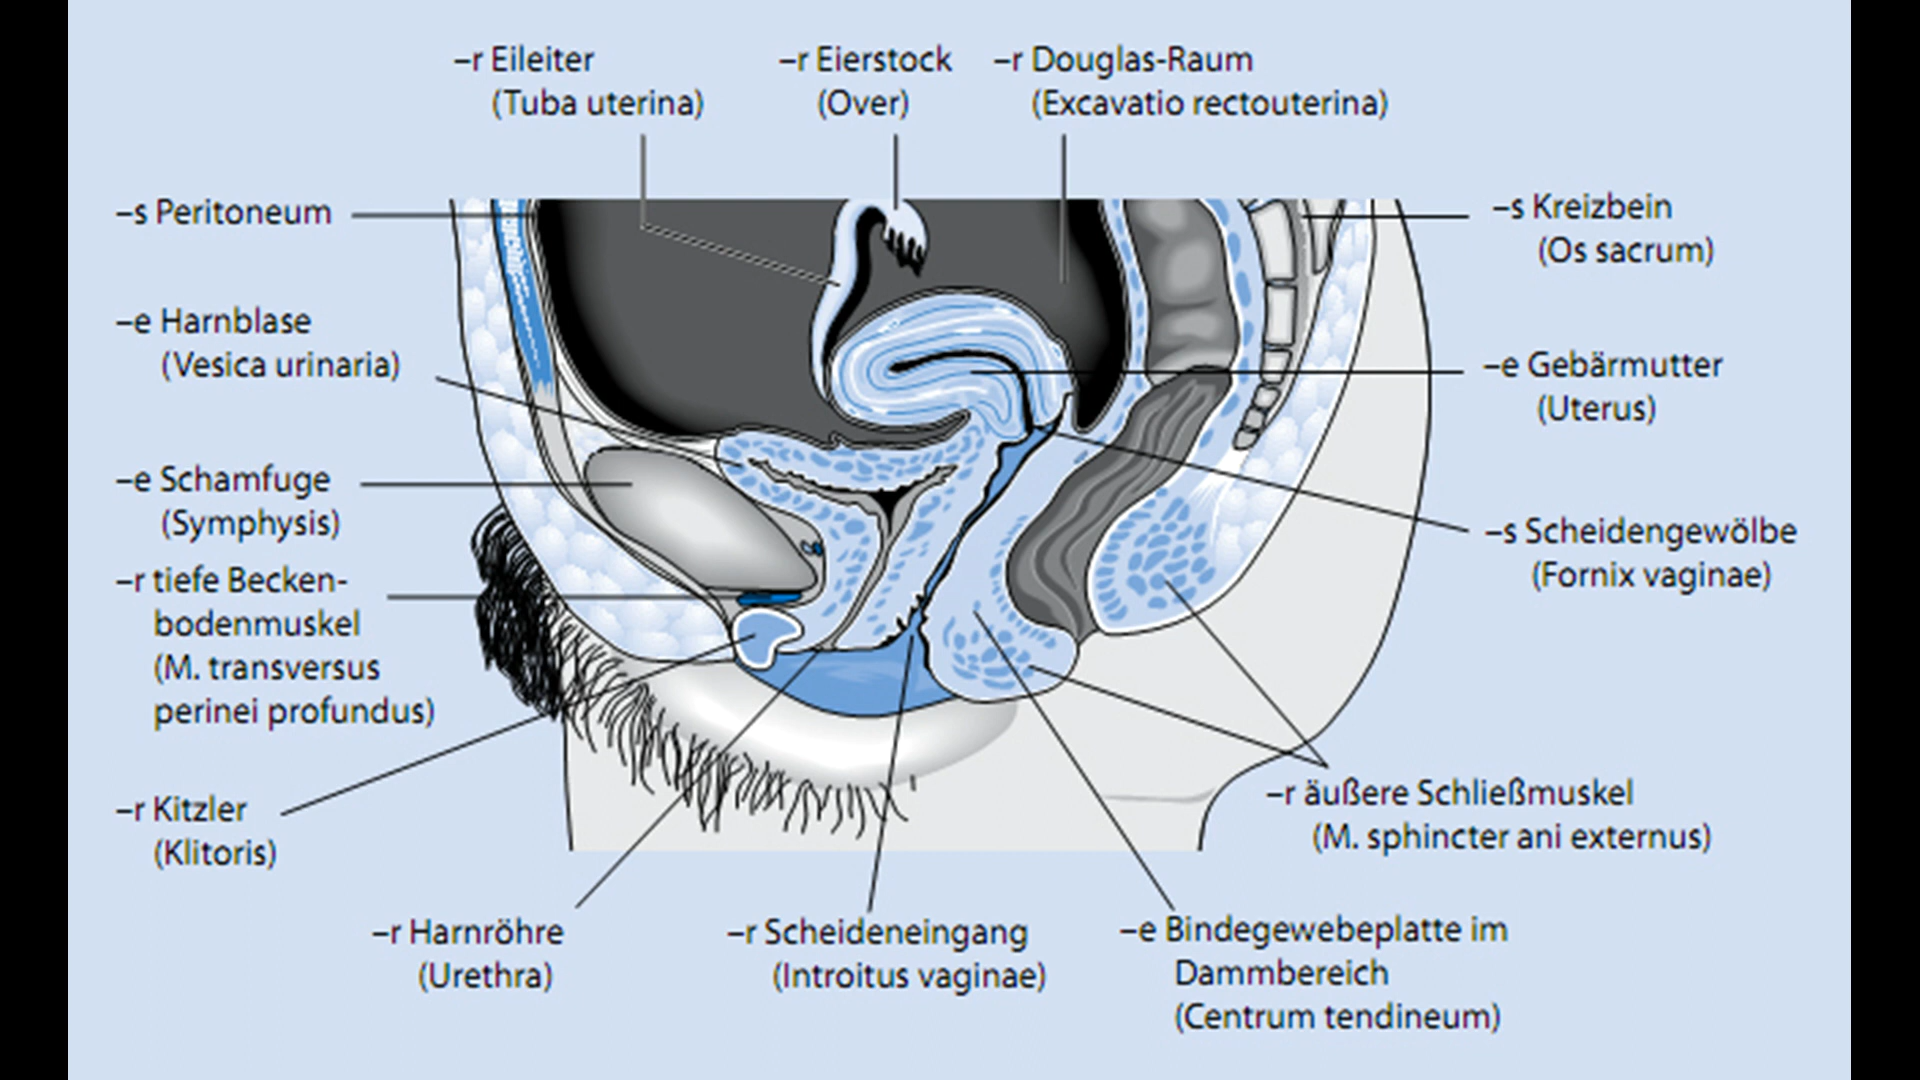 –r Eileiter
(Tuba uterina)
–r Eierstock
(Over)
–r Douglas-Raum
(Excavatio rectouterina)
–s Peritoneum
–e Harnblase
(Vesica urinaria)
–e Schamfuge
(Symphysis)
–r tiefe Becken-
bodenmuskel
(M. transversus
perinei profundus)
–r Kitzler
(Klitoris)
–s Kreizbein
(Os sacrum)
–e Gebärmutter
(Uterus)
–s Scheidengewölbe
(Fornix vaginae)
–r äußere Schließmuskel
(M. sphincter ani externus)
–r Harnröhre
(Urethra)
–r Scheideneingang
(Introitus vaginae)
–e Bindegewebeplatte im
Dammbereich
(Centrum tendineum)